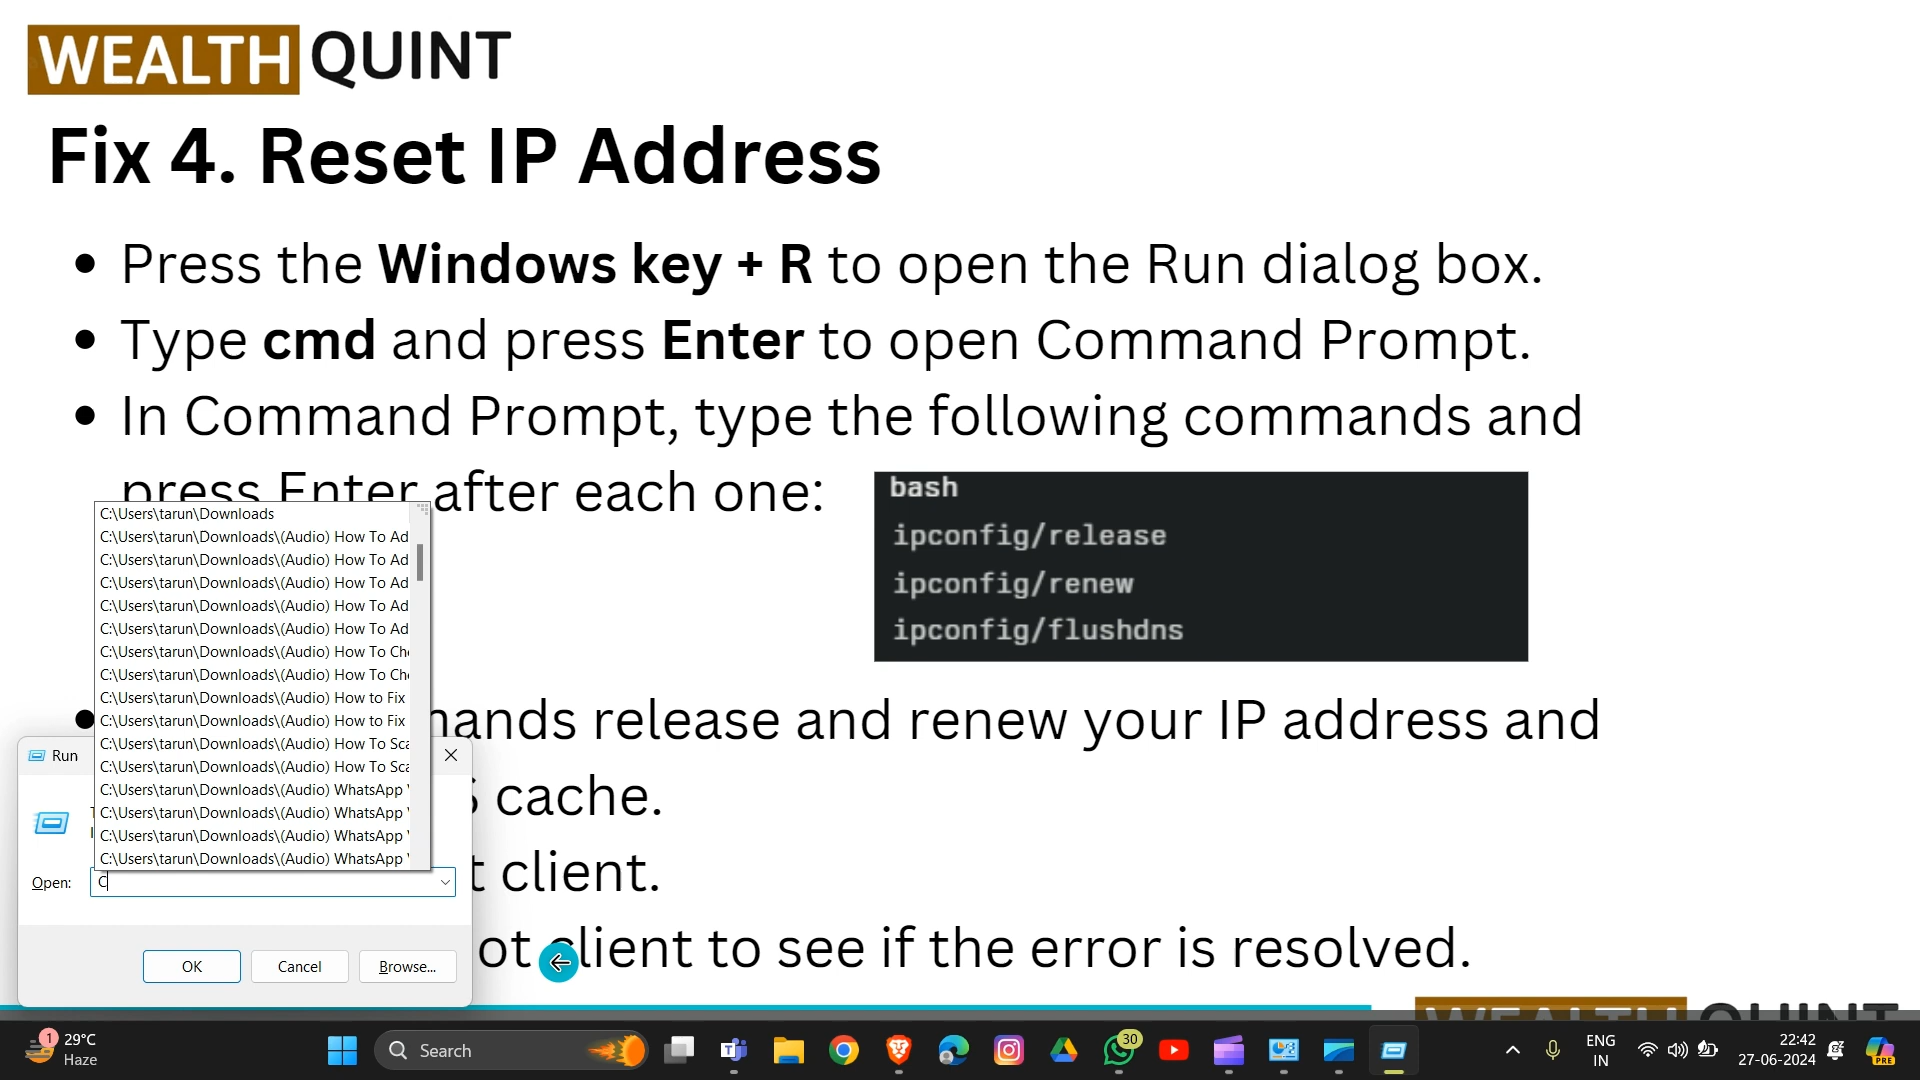 WEALTH QUINT
Fix 4. Reset IP Address
Press the Windows key + R to open the Run dialog box.
Type cmd and press Enter to open Command Prompt.
In Command Prompt, type the following commands and
press Enter after each one:
bash
ipconfig/release
ipconfig/renew
ipconfig/flushdns
release and renew your IP address and
cache.
client.
client to see if the error is resolved.
C:\Users\tarun\Downloads
C:\Users\tarun\Downloads\(Audio) How To Ad
C:\Users\tarun\Downloads\(Audio) How To Ad
C:\Users\tarun\Downloads\(Audio) How To Ad
C:\Users\tarun\Downloads\(Audio) How To Ad
C:\Users\tarun\Downloads\(Audio) How To Ad
C:\Users\tarun\Downloads\(Audio) How To Che
C:\Users\tarun\Downloads\(Audio) How To Che
C:\Users\tarun\Downloads\(Audio) How to Fix
C:\Users\tarun\Downloads\(Audio) How to Fix
C:\Users\tarun\Downloads\(Audio) How To Sca
C:\Users\tarun\Downloads\(Audio) How To Sca
C:\Users\tarun\Downloads\(Audio) WhatsApp
C:\Users\tarun\Downloads\(Audio) WhatsApp
C:\Users\tarun\Downloads\(Audio) WhatsApp
C:\Users\tarun\Downloads\(Audio) WhatsApp
Run
Open: C
OK Cancel Browse...
WEALTH QUINT
1 29°C
Haze
Search
30
ENG
IN
22:42
27-06-2024
PRE